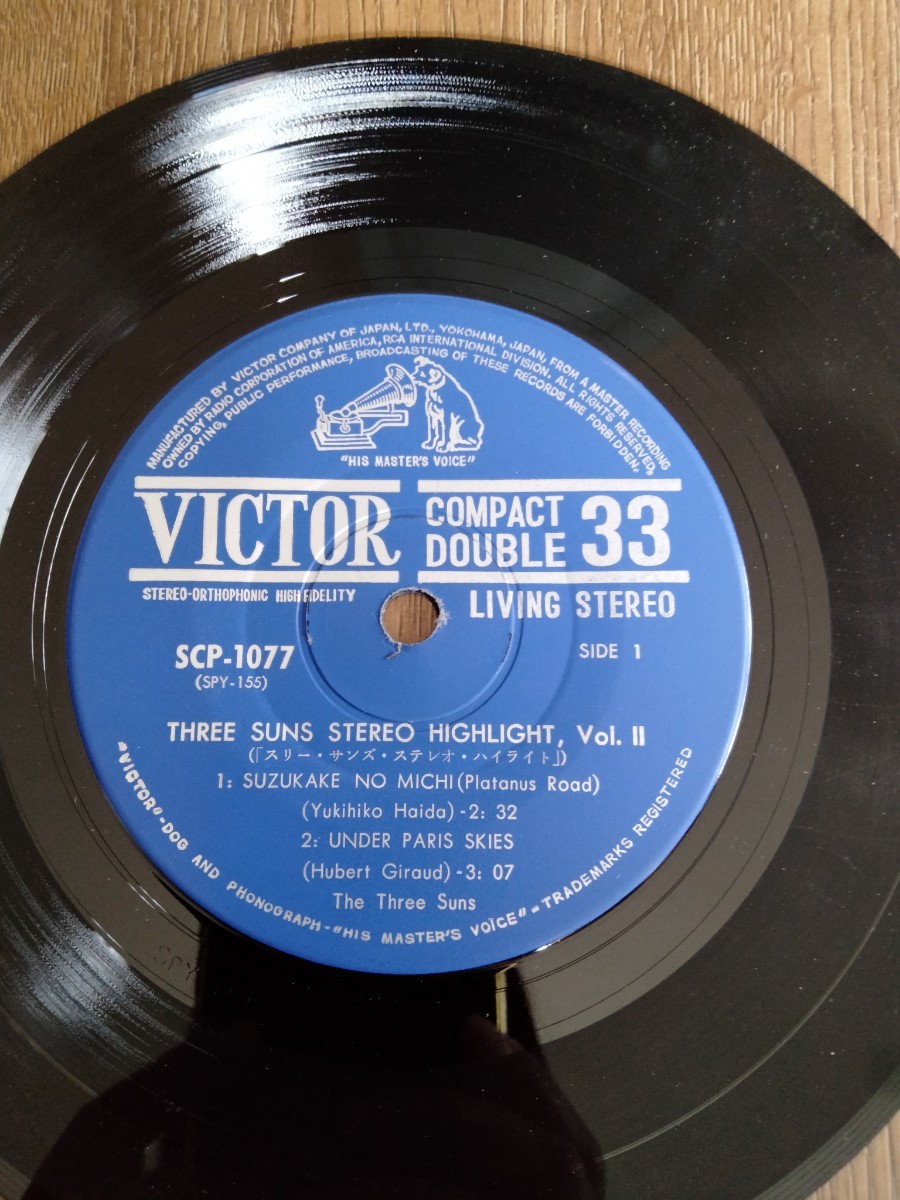 MANUFACTURED BY VICTOR COMPANY OF JAPAN, LTD., YOKOHAMA, JAPAN, FROM A MASTER RECORDING
OWNED BY RADIO CORPORATION OF AMERICA, RCA INTERNATIONAL DIVISION. ALL RIGHTS RESERVED,
COPYING, PUBLIC PERFORMANCE, BROADCASTING OF THESE RECORDS ARE FORBIDDEN.
"HIS MASTER'S VOICE"
VICTOR COMPACT DOUBLE 33
STEREO-ORTHOPHONIC HIGH FIDELITY LIVING STEREO
SCP-1077 SIDE 1
(SPY-155)
THREE SUNS STEREO HIGHLIGHT, Vol. II
(「スリー・サンズ・ステレオ・ハイライト」)
1: SUZUKAKE NO MICHI (Platanus Road)
(Yukihiko Haida) - 2: 32
2: UNDER PARIS SKIES
(Hubert Giraud) - 3: 07
The Three Suns
"VICTOR"-DOG AND PHONOGRAPH-"HIS MASTER'S VOICE"-TRADEMARKS REGISTERED
SPY